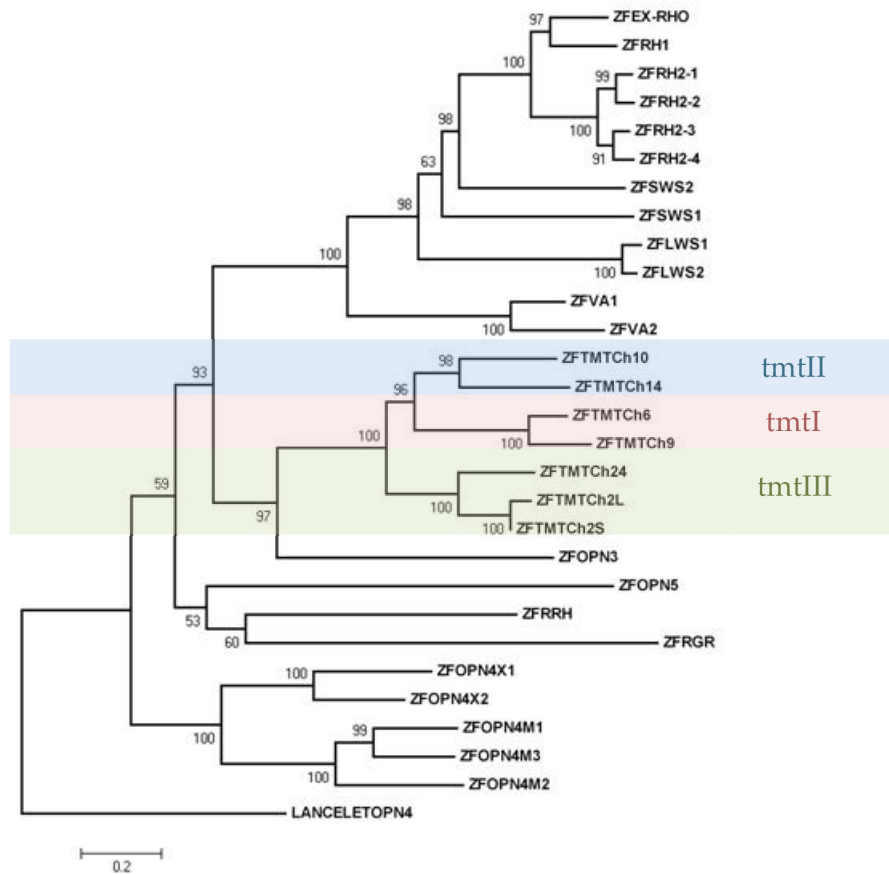 97
ZFEX-RHO
ZFRH1
100
99
ZFRH2-1
ZFRH2-2
98
100
ZFRH2-3
91
ZFRH2-4
63
ZFSWS2
98
ZFSWS1
ZFLWS1
100
100
ZFLWS2
ZFVA1
100
ZFVA2
98
ZFTMTCh10
tmtII
93
ZFTMTCh14
96
ZFTMTCh6
tmtI
100
100
ZFTMTCh9
ZFTMTCh24
59
tmtIII
100
ZFTMTCh2L
97
100
ZFTMTCh2S
ZFOPN3
ZFOPN5
53
ZFRRH
60
ZFRGR
100
ZFOPN4X1
ZFOPN4X2
100
99
ZFOPN4M1
ZFOPN4M3
100
ZFOPN4M2
LANCELETOPN4
0.2